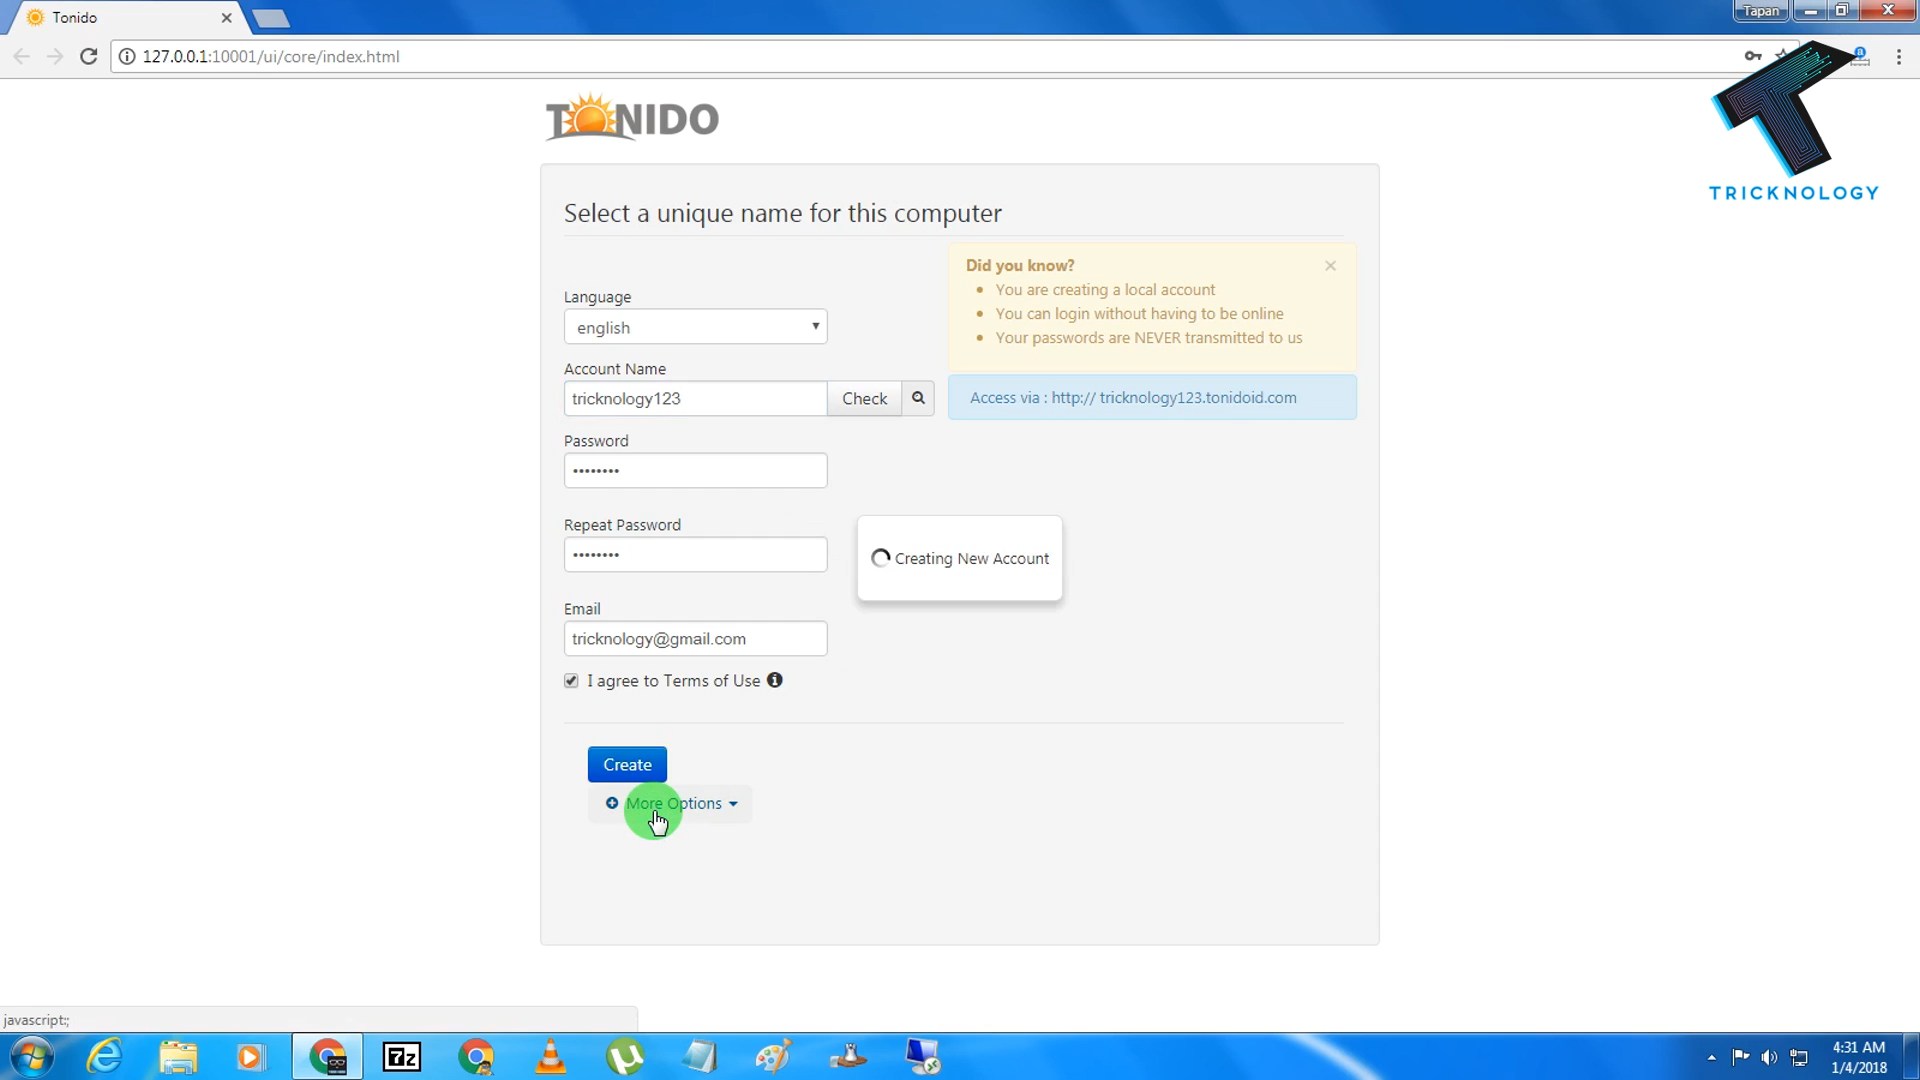 Tonido
Tapan
127.0.0.1:10001/ui/core/index.html
TONIDO
TRICKNOLOGY
Select a unique name for this computer
Did you know?
You are creating a local account
You can login without having to be online
Your passwords are NEVER transmitted to us
Language
english
Account Name
tricknology123
Check
Access via : http:// tricknology123.tonidoid.com
Password
••••••••
Repeat Password
••••••••
Creating New Account
Email
tricknology@gmail.com
I agree to Terms of Use
Create
More Options
javascript:;
7z
4:31 AM
1/4/2018